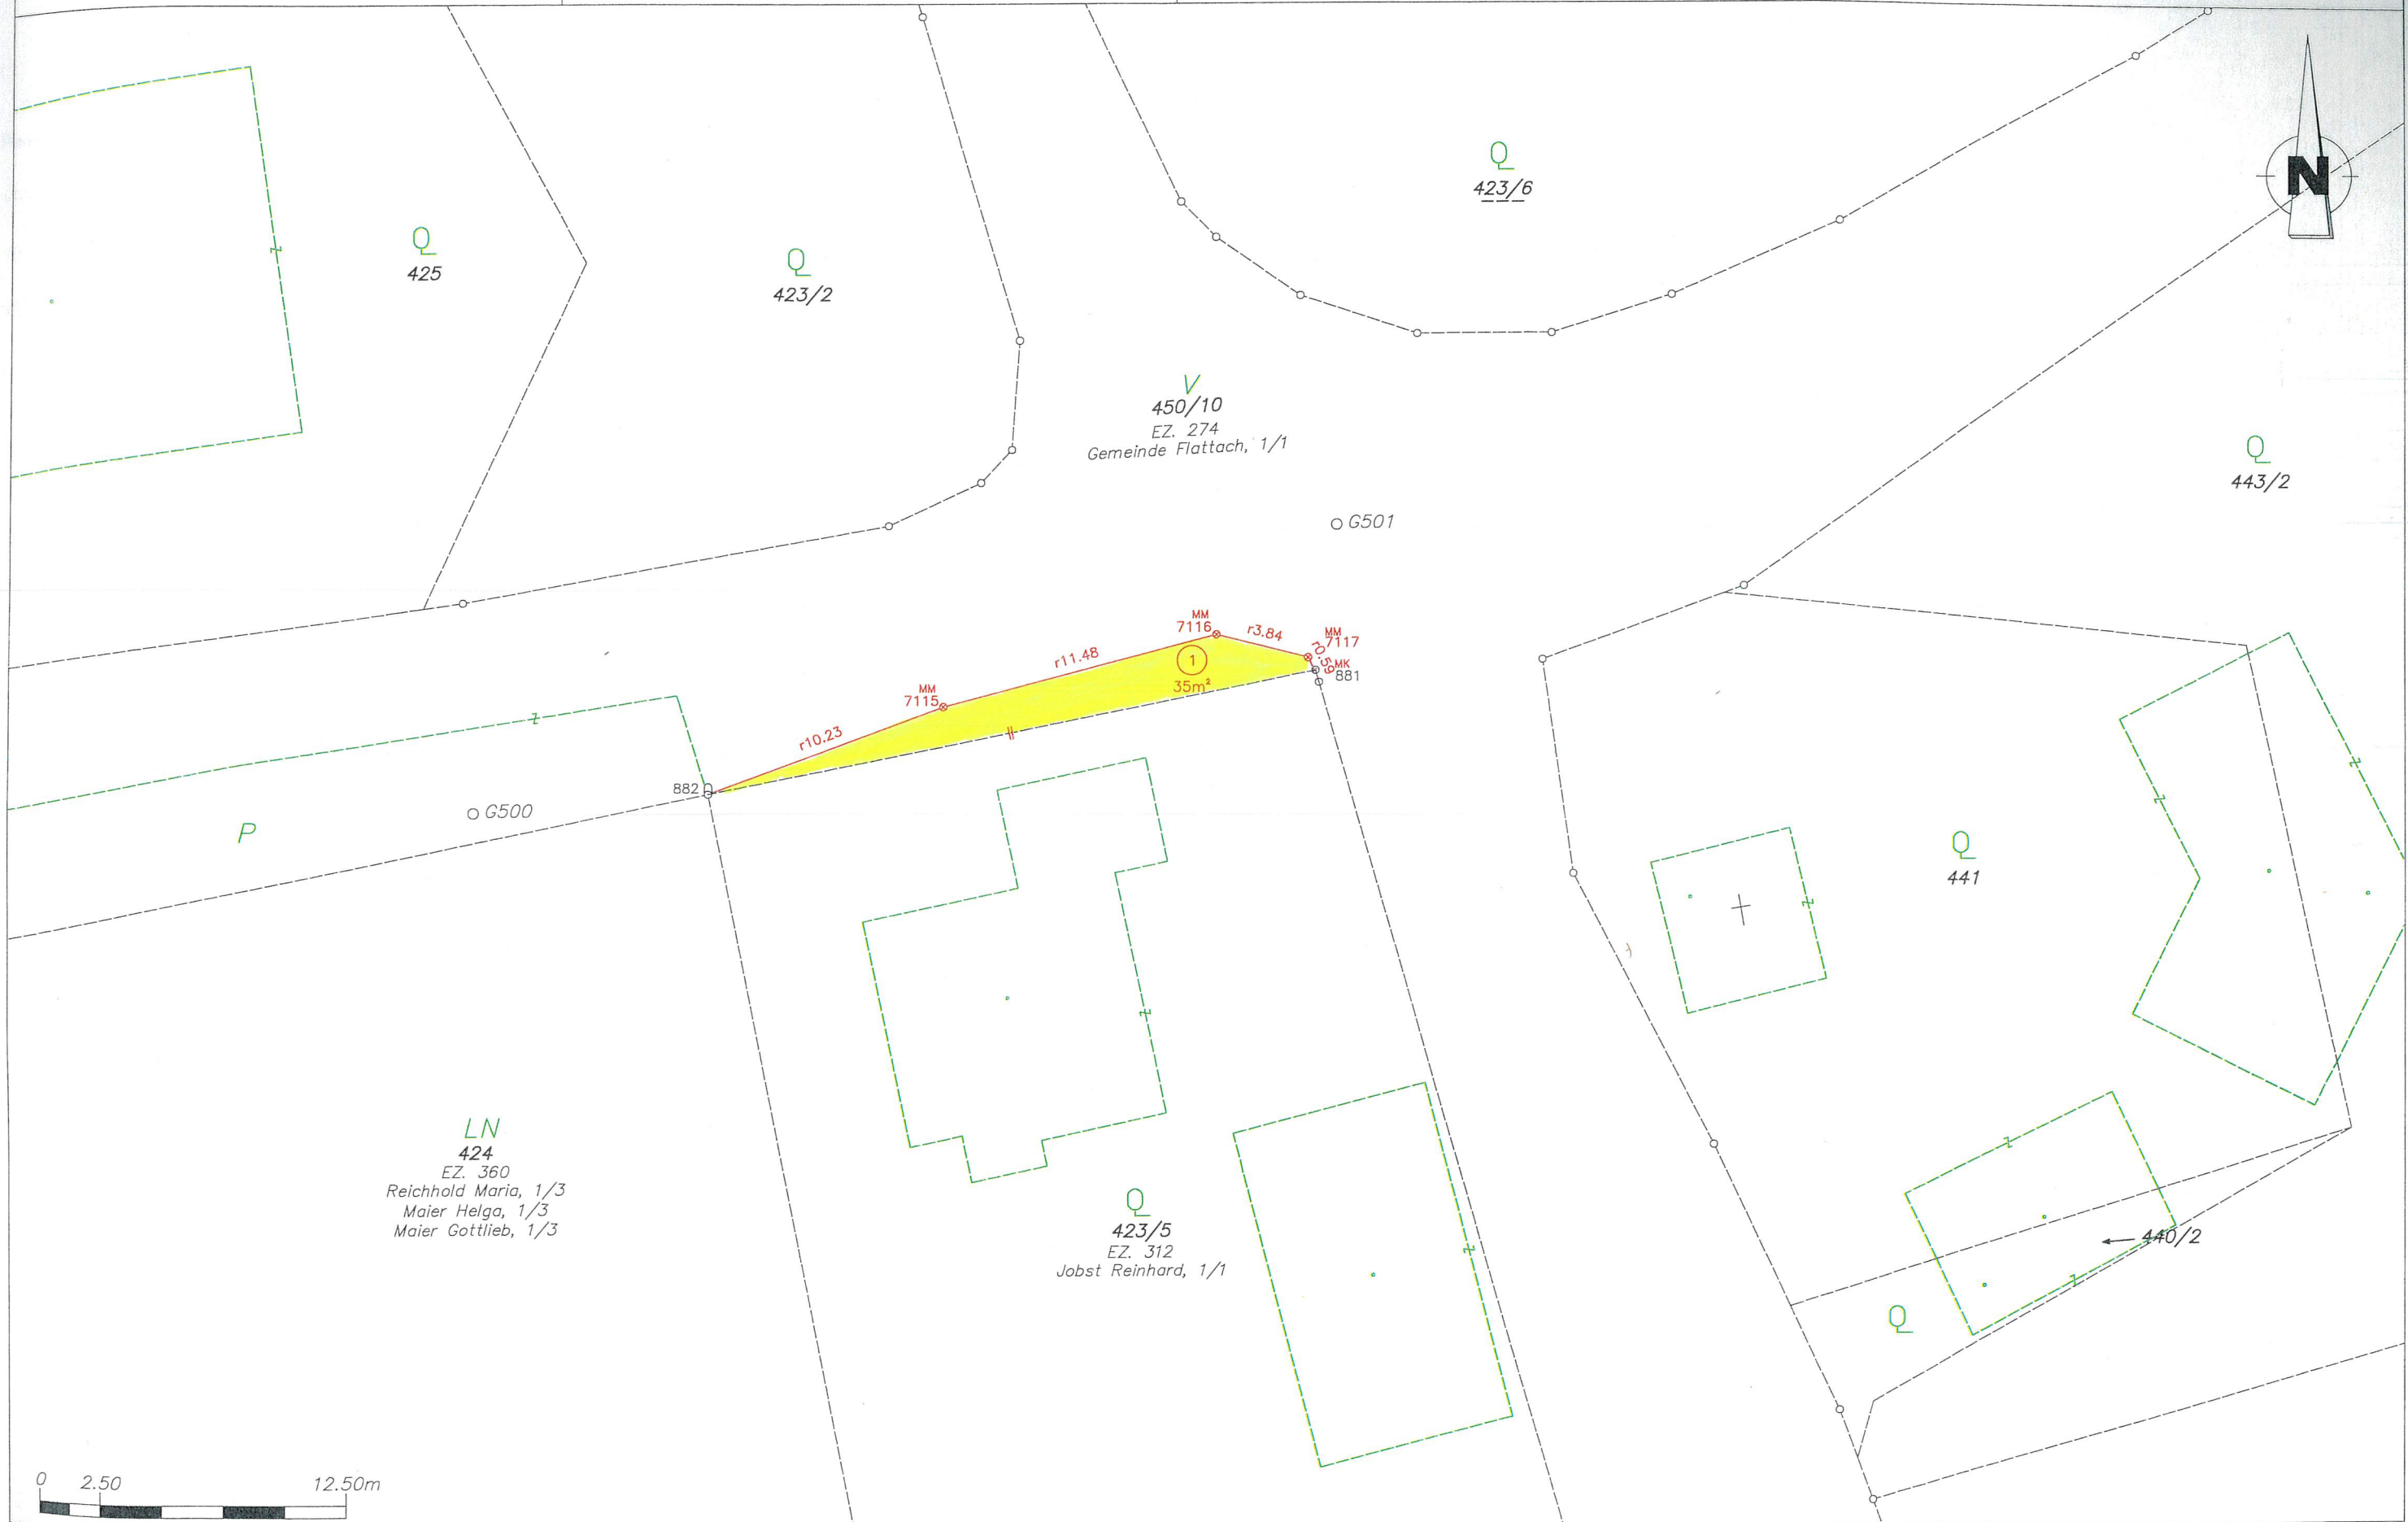 N
Q
423/6
Q
425
Q
423/2
V
450/10
EZ. 274
Gemeinde Flattach, 1/1
Q
443/2
G501
MM
7116
r3.84
MM
7117
r0.59
MK
881
r11.48
1
35m²
MM
7115
r10.23
882
G500
P
Q
441
LN
424
EZ. 360
Reichhold Maria, 1/3
Maier Helga, 1/3
Maier Gottlieb, 1/3
Q
423/5
EZ. 312
Jobst Reinhard, 1/1
440/2
Q
0 2.50 12.50m